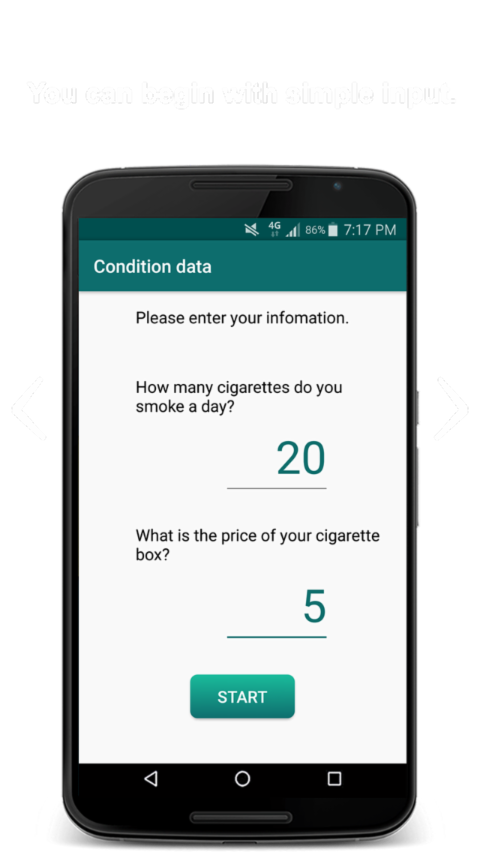 You can begin with simple input.
4G 86% 7:17 PM
Condition data
Please enter your infomation.
How many cigarettes do you
smoke a day?
20
What is the price of your cigarette
box?
5
START